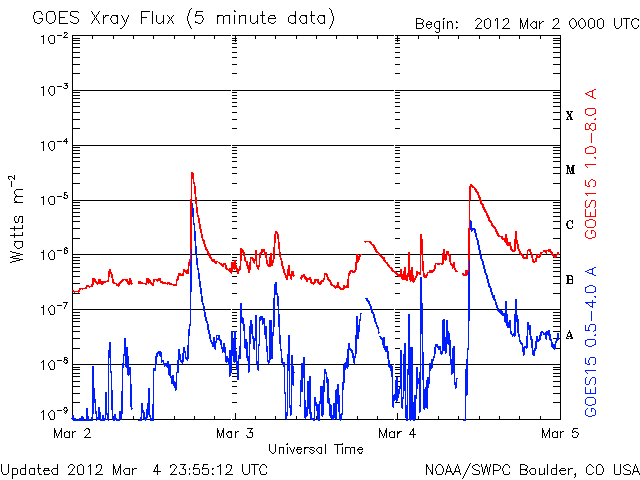 GOES Xray Flux (5 minute data)
Begin: 2012 Mar 2 0000 UTC
10-2
10-3
10-4
10-5
10-6
10-7
10-8
10-9
Watts m-2
X
M
C
B
A
GOES15 1.0-8.0 A
GOES15 0.5-4.0 A
Mar 2 Mar 3 Mar 4 Mar 5
Universal Time
Updated 2012 Mar 4 23:55:12 UTC
NOAA/SWPC Boulder, CO USA